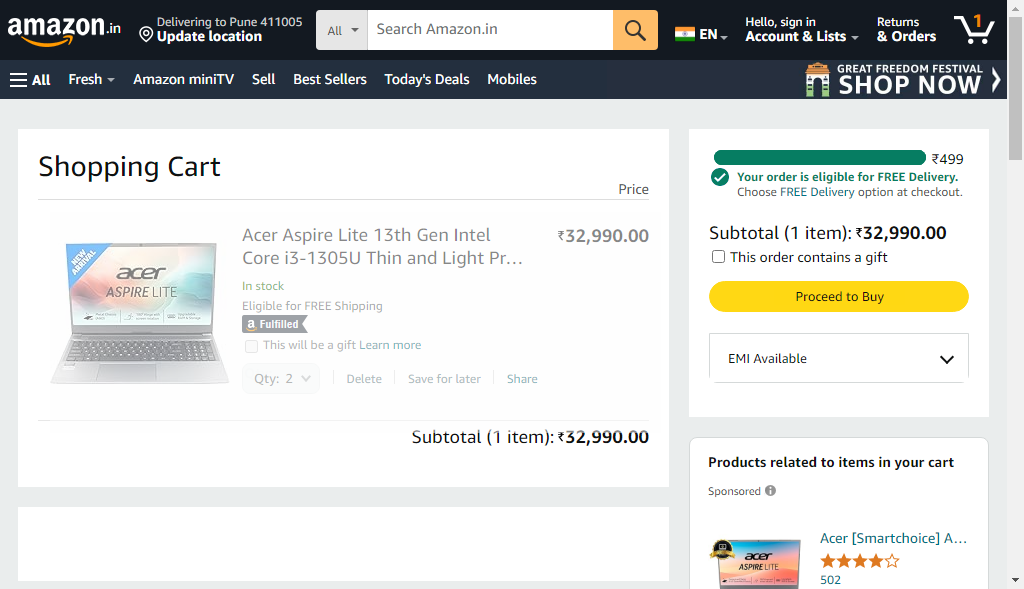 amazon.in
Delivering to Pune 411005
Update location
All
Search Amazon.in
EN
Hello, sign in
Account & Lists
Returns
& Orders
1
All
Fresh
Amazon miniTV
Sell
Best Sellers
Today's Deals
Mobiles
GREAT FREEDOM FESTIVAL
SHOP NOW
Shopping Cart
Price
NEW ARRIVAL
acer
ASPIRE LITE
Acer Aspire Lite 13th Gen Intel
Core i3-1305U Thin and Light Pr...
₹32,990.00
In stock
Eligible for FREE Shipping
a Fulfilled
This will be a gift Learn more
Qty: 2
Delete
Save for later
Share
Subtotal (1 item): ₹32,990.00
₹499
Your order is eligible for FREE Delivery.
Choose FREE Delivery option at checkout.
Subtotal (1 item): ₹32,990.00
This order contains a gift
Proceed to Buy
EMI Available
Products related to items in your cart
Sponsored
acer
ASPIRE LITE
Acer [Smartchoice] A...
502